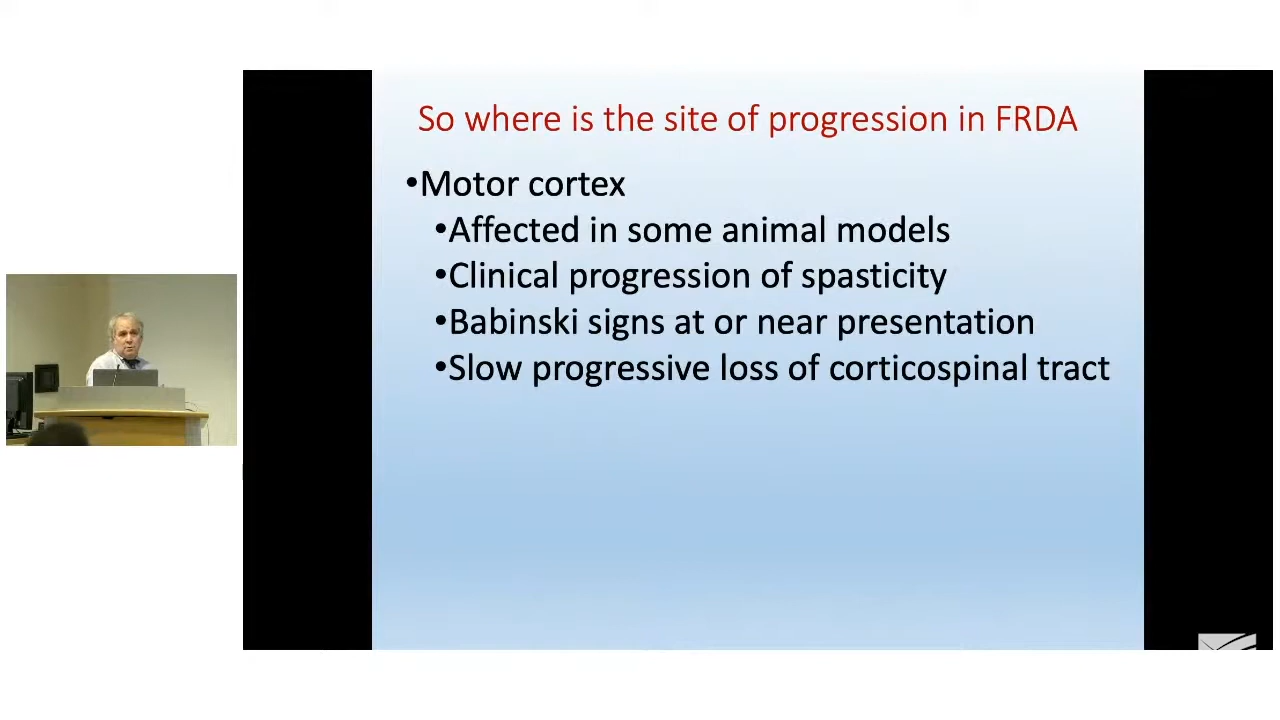 So where is the site of progression in FRDA
•Motor cortex
•Affected in some animal models
•Clinical progression of spasticity
•Babinski signs at or near presentation
•Slow progressive loss of corticospinal tract